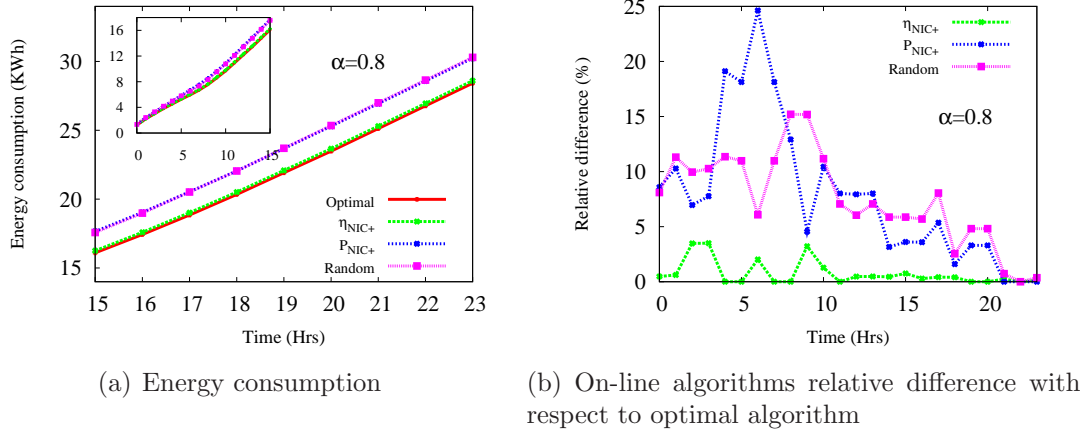 Energy consumption (KWh)
30
25
20
15
16
12
8
4
0
0 5 10 15
α=0.8
Optimal
ηNIC+
PNIC+
Random
15 16 17 18 19 20 21 22 23
Time (Hrs)
(a) Energy consumption
Relative difference (%)
25
20
15
10
5
0
ηNIC+
PNIC+
Random
α=0.8
0 5 10 15 20
Time (Hrs)
(b) On-line algorithms relative difference with
respect to optimal algorithm